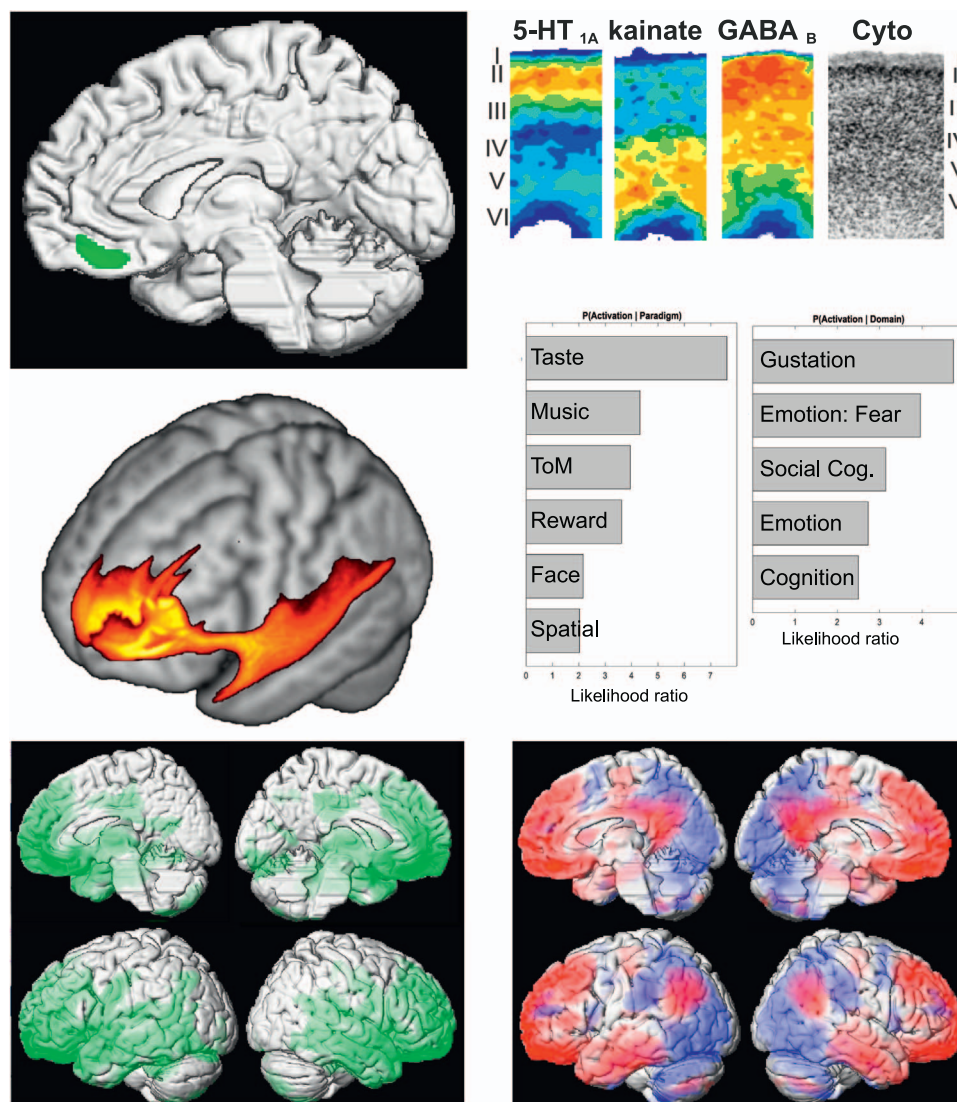 5-HT 1A kainate GABA B Cyto
I
II
III
IV
V
VI
P(Activation | Paradigm)
Taste
Music
ToM
Reward
Face
Spatial
0 1 2 3 4 5 6 7
Likelihood ratio
P(Activation | Domain)
Gustation
Emotion: Fear
Social Cog.
Emotion
Cognition
0 1 2 3 4
Likelihood ratio